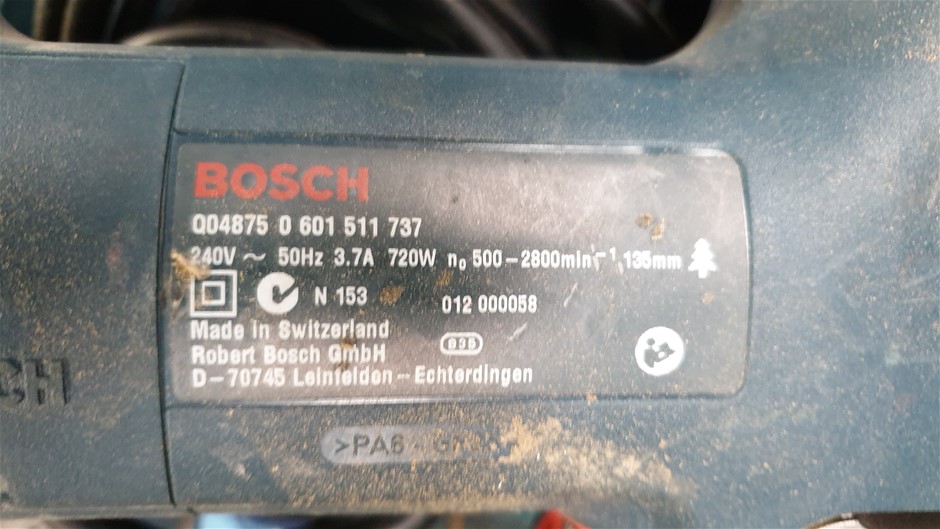 BOSCH
Q04875 0 601 511 737
240V ~ 50Hz 3.7A 720W n₀ 500-2800min⁻¹ 135mm
N 153
012 000058
Made in Switzerland
Robert Bosch GmbH
D-70745 Leinfelden-Echterdingen
>PA6-
CH